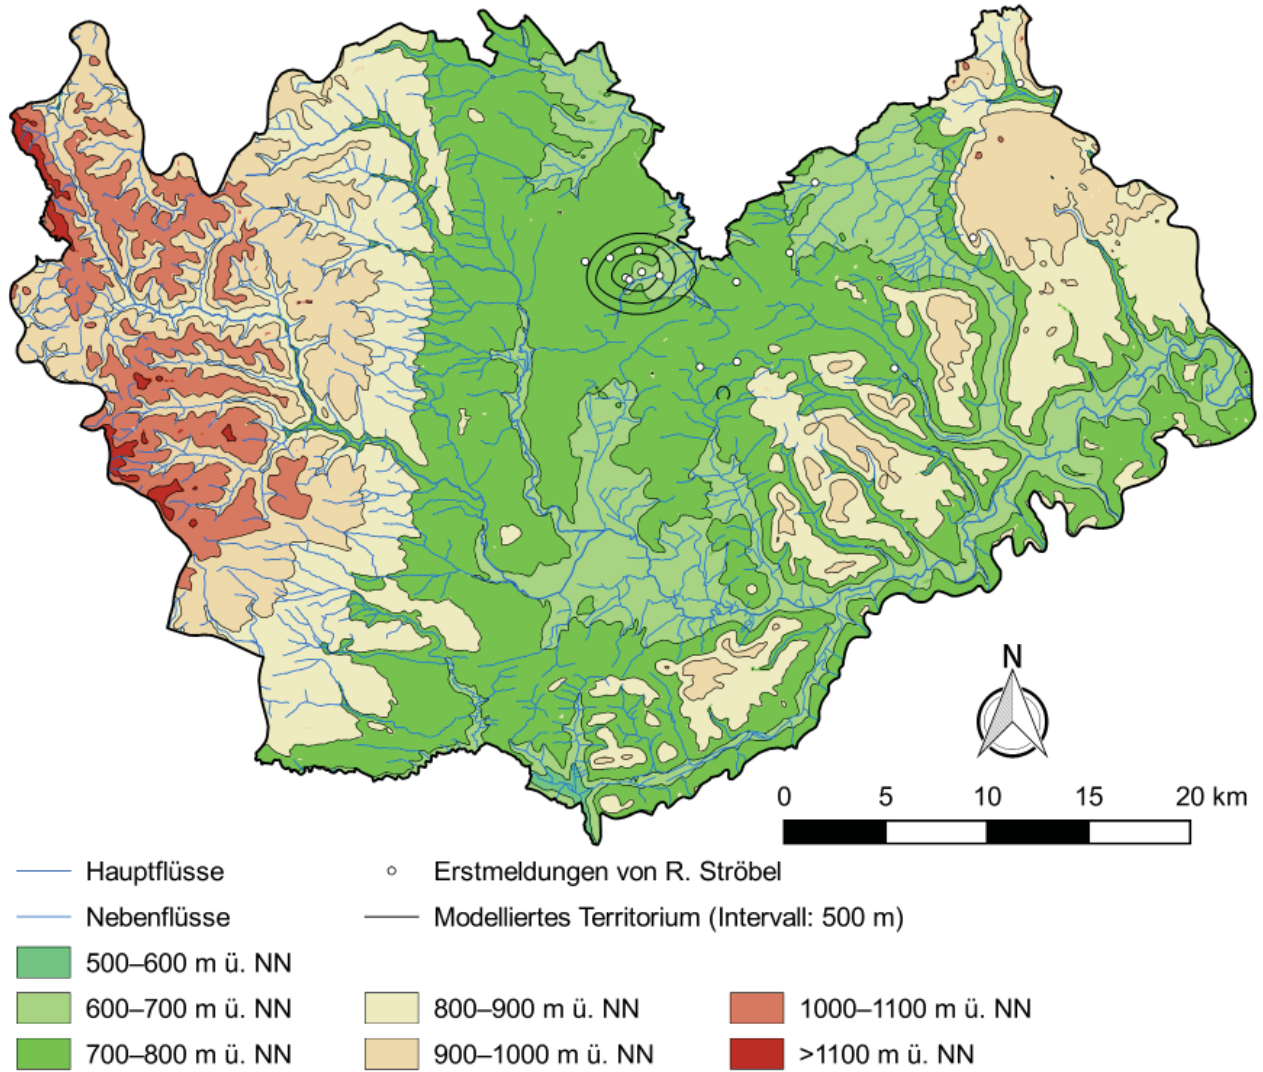 N
0 5 10 15 20 km
Hauptflüsse
Erstmeldungen von R. Ströbel
Nebenflüsse
Modelliertes Territorium (Intervall: 500 m)
500–600 m ü. NN
600–700 m ü. NN
800–900 m ü. NN
1000–1100 m ü. NN
700–800 m ü. NN
900–1000 m ü. NN
>1100 m ü. NN